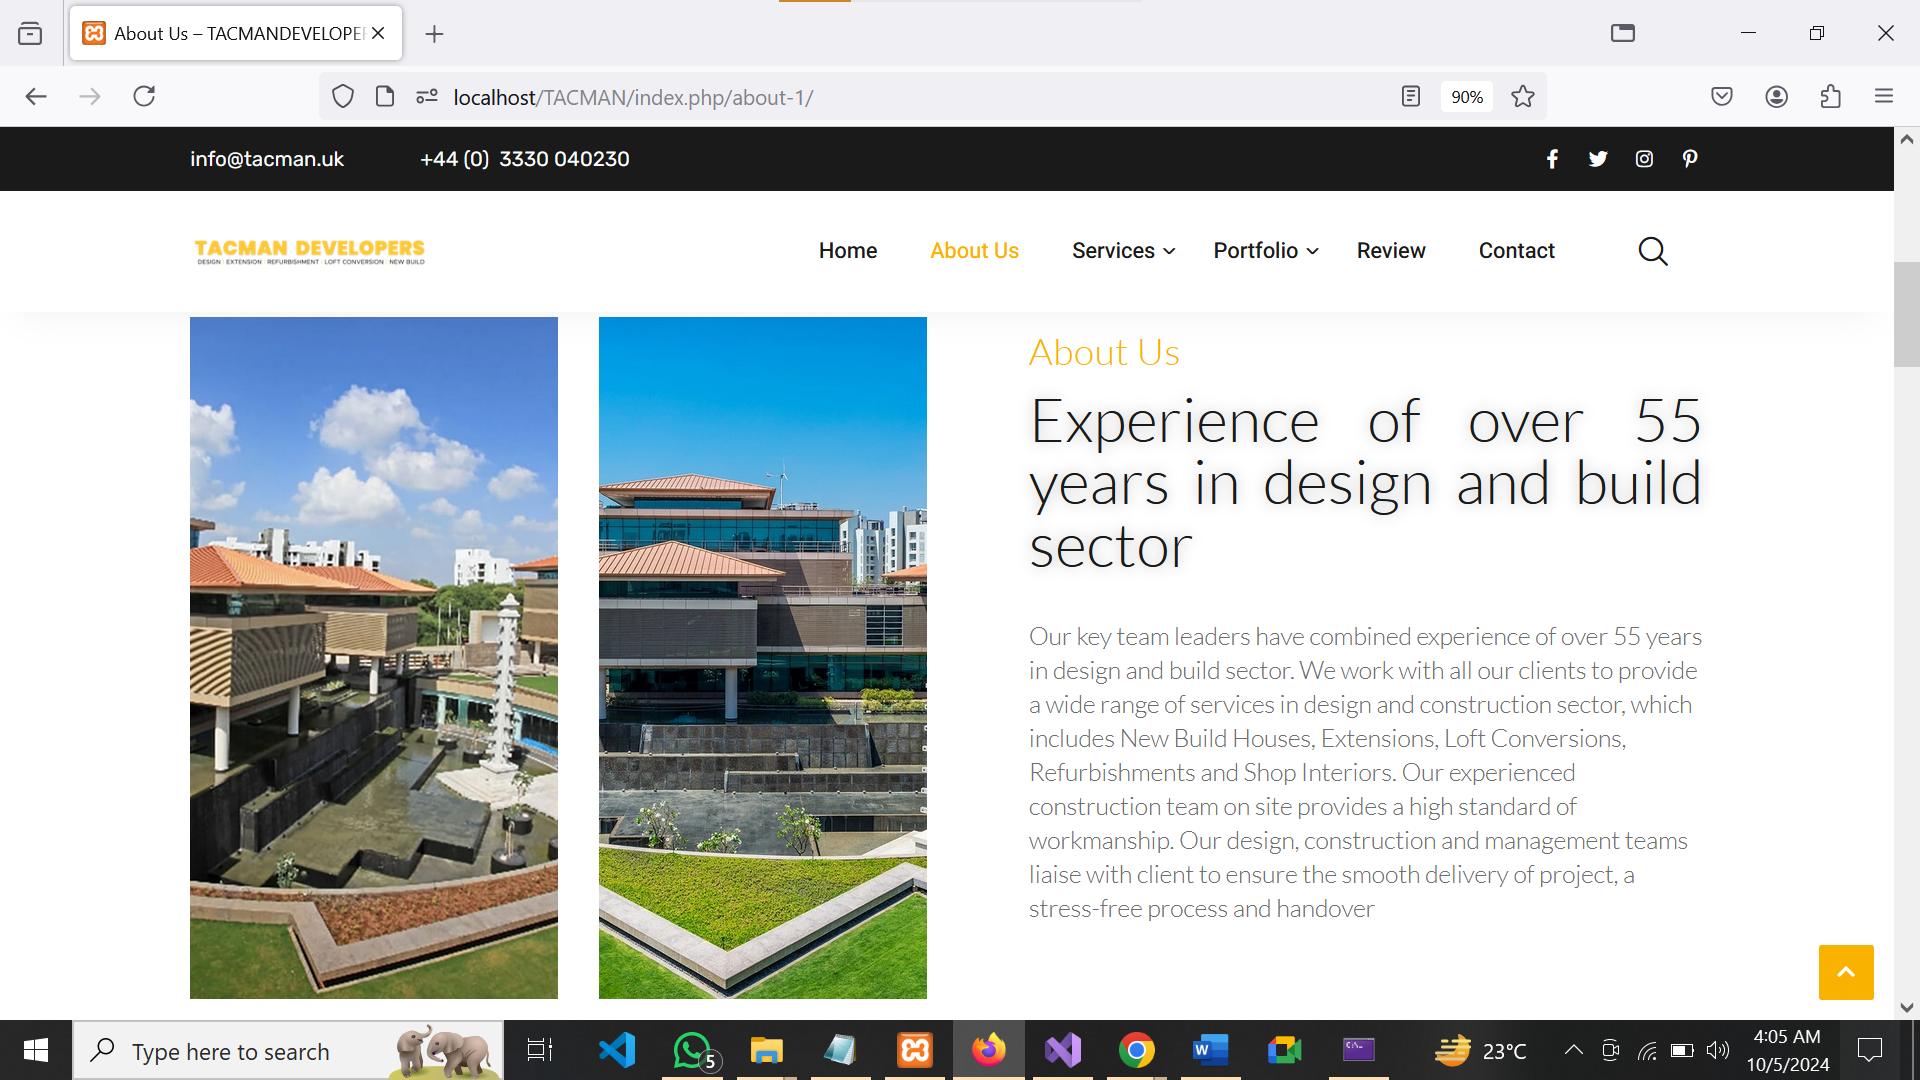 About Us – TACMANDEVELOPER
localhost/TACMAN/index.php/about-1/
90%
info@tacman.uk
+44 (0) 3330 040230
TACMAN DEVELOPERS
DESIGN · EXTENSION · REFURBISHMENT · LOFT CONVERSION · NEW BUILD
Home
About Us
Services
Portfolio
Review
Contact
About Us
Experience of over 55
years in design and build
sector
Our key team leaders have combined experience of over 55 years
in design and build sector. We work with all our clients to provide
a wide range of services in design and construction sector, which
includes New Build Houses, Extensions, Loft Conversions,
Refurbishments and Shop Interiors. Our experienced
construction team on site provides a high standard of
workmanship. Our design, construction and management teams
liaise with client to ensure the smooth delivery of project, a
stress-free process and handover
Type here to search
5
W
C:\_
23°C
4:05 AM
10/5/2024